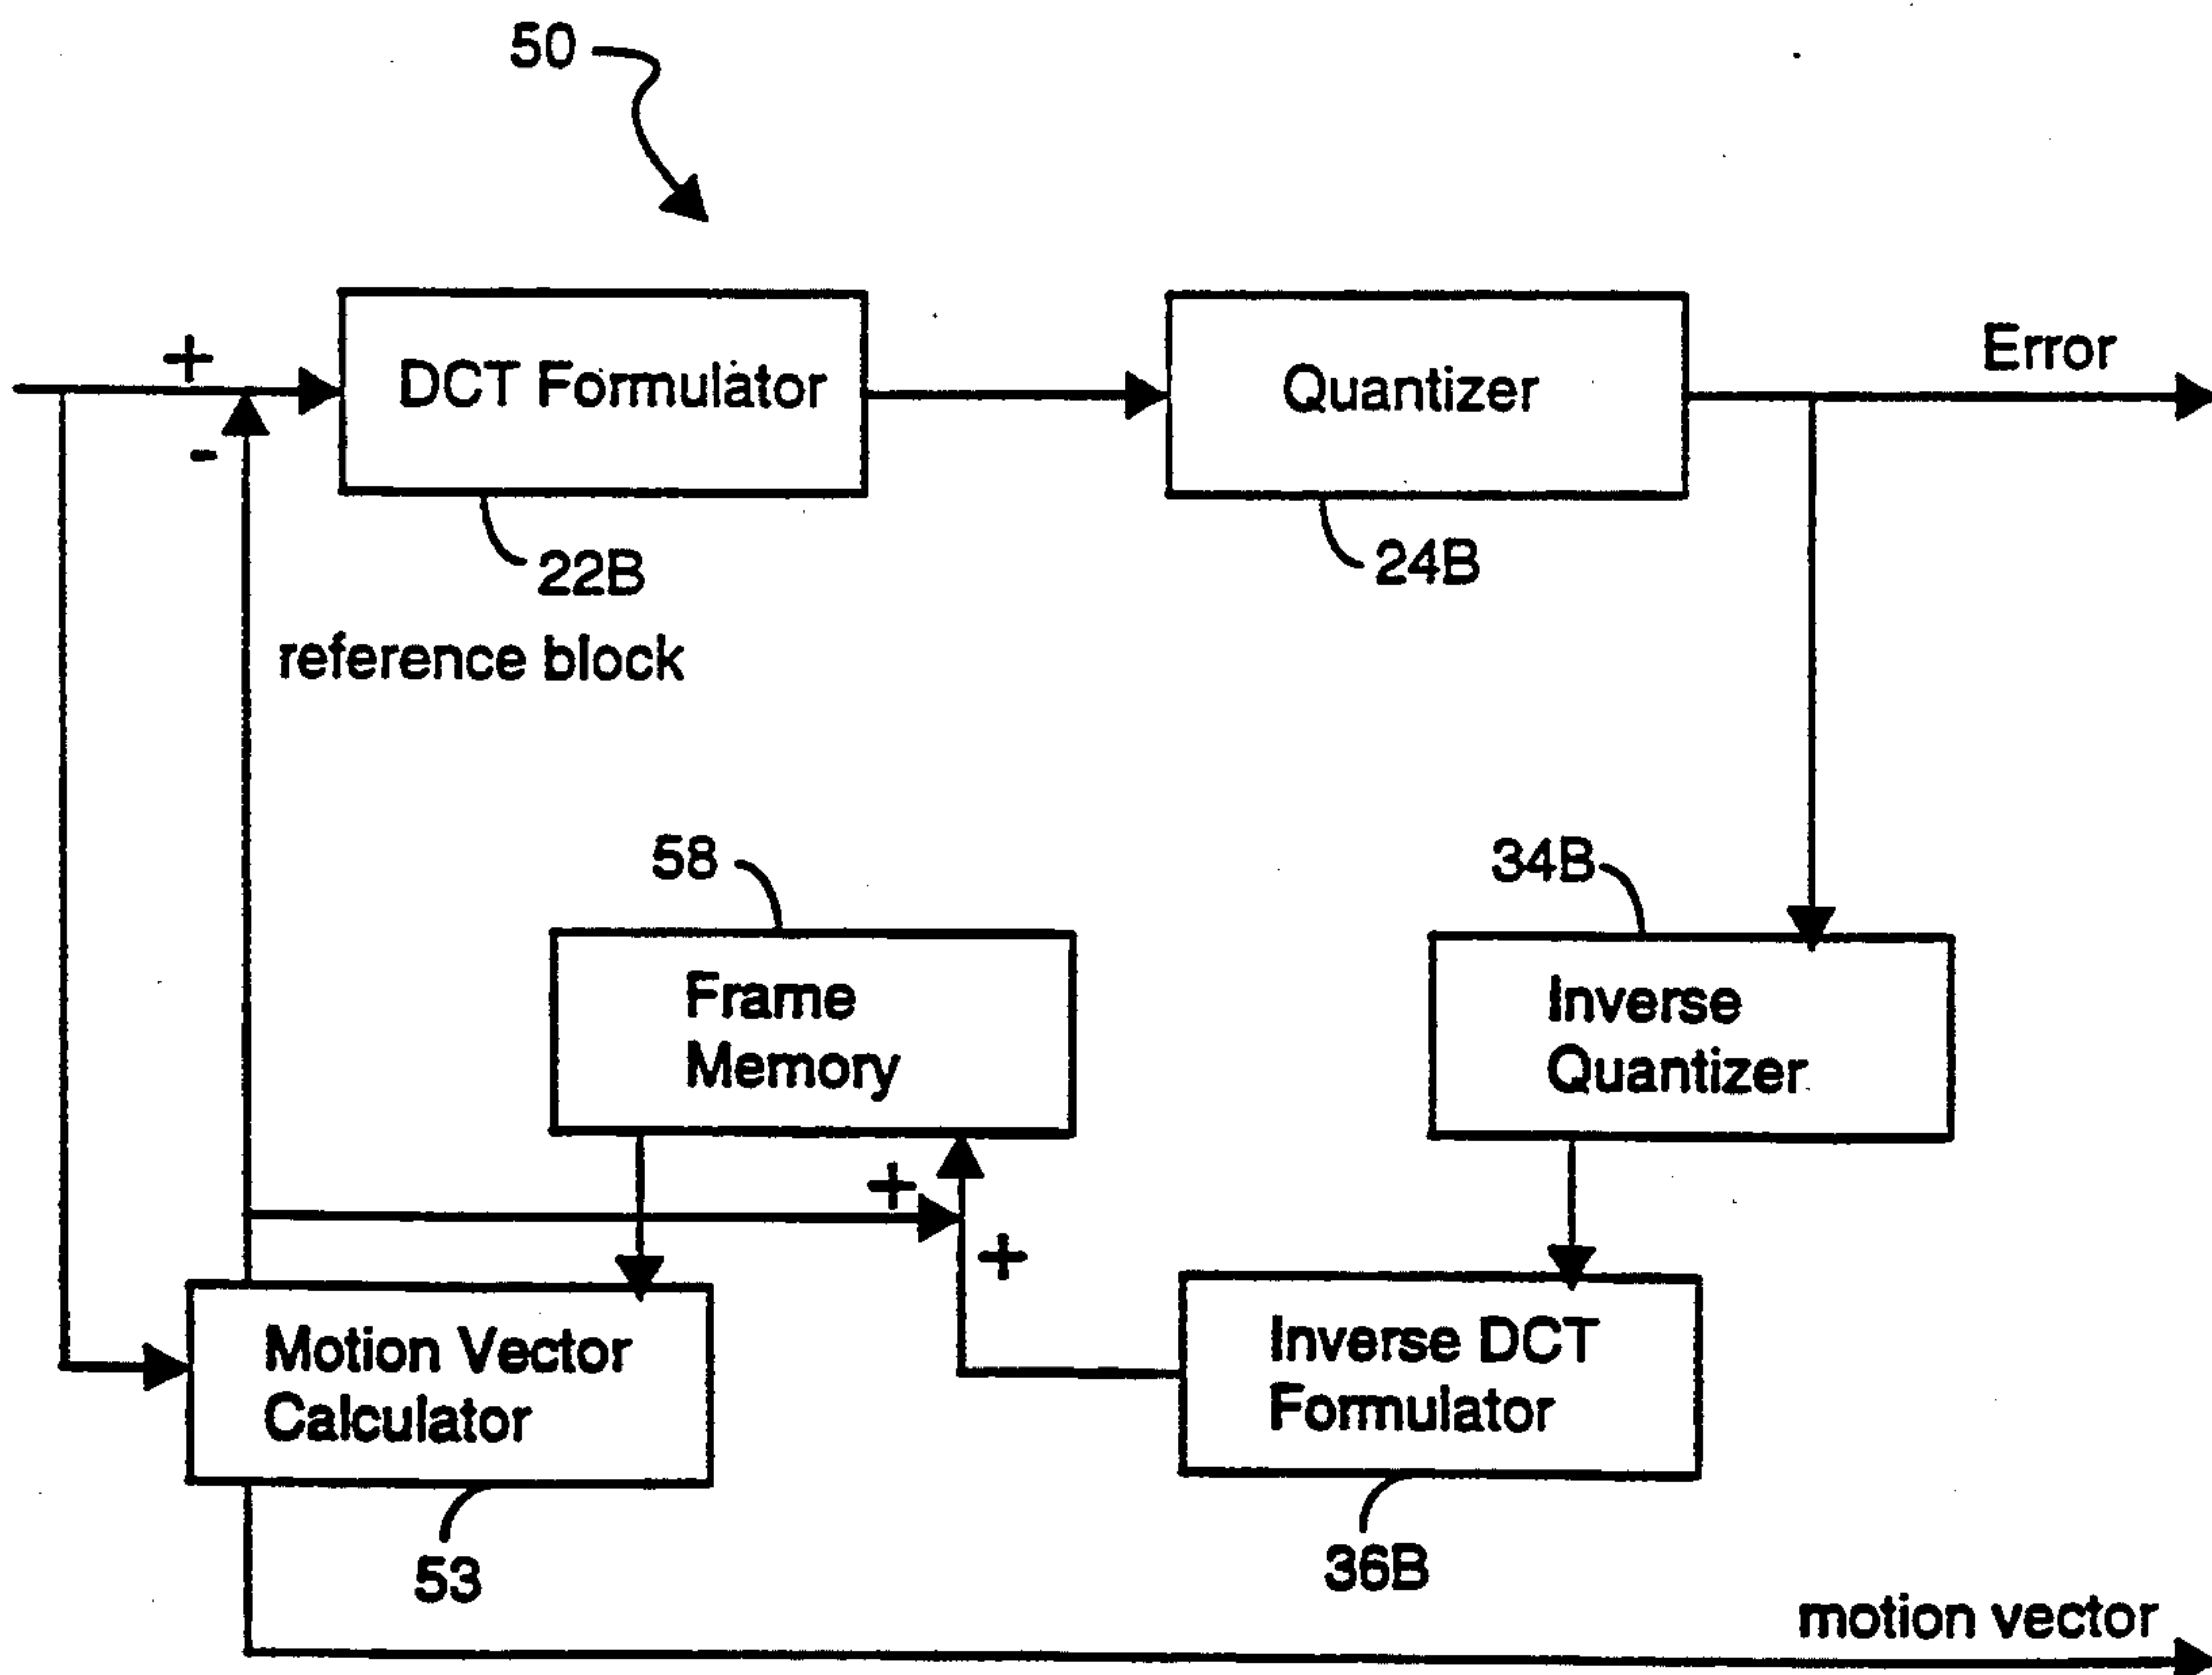 50
+
DCT Formulator
Quantizer
Error
-
22B
24B
reference block
58
34B
Frame
Memory
Inverse
Quantizer
+
+
Motion Vector
Calculator
Inverse DCT
Formulator
53
36B
motion vector